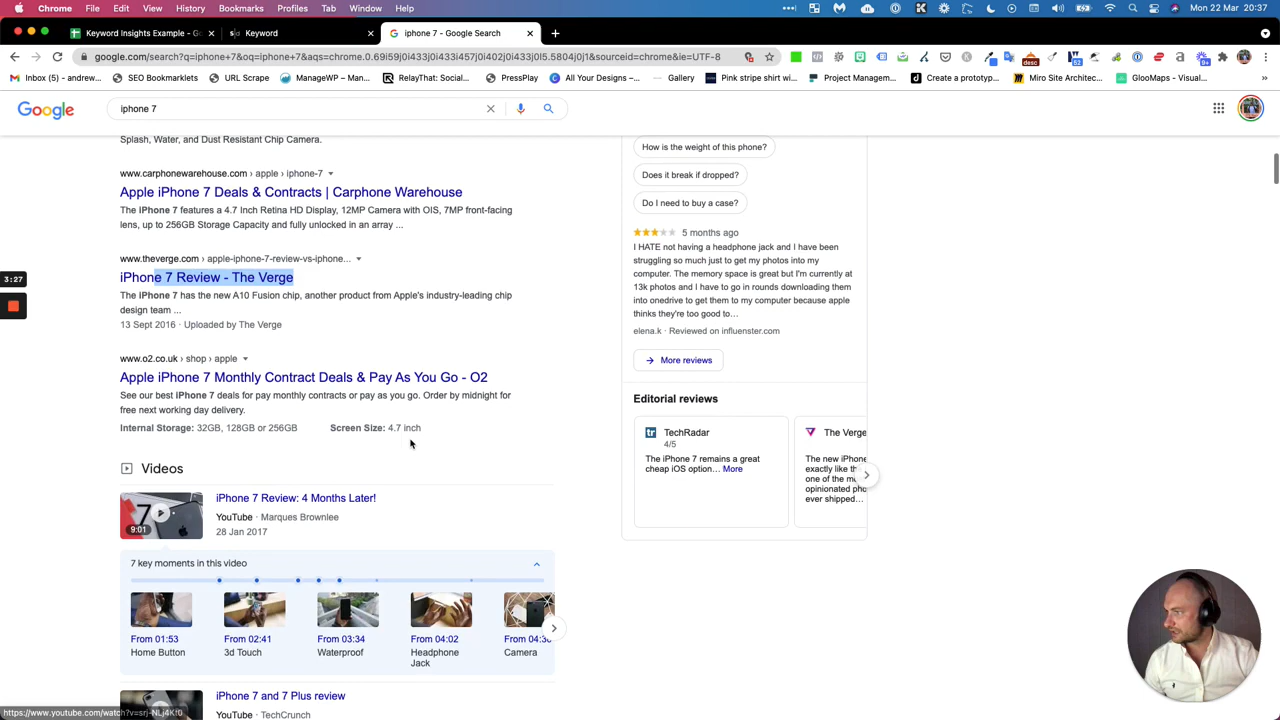 Chrome File Edit View History Bookmarks Profiles Tab Window Help
Keyword Insights Example - G
Keyword
iphone 7 - Google Search
google.com/search?q=iphone+7&oq=iphone+7&aqs=chrome.0.69i59j0i433j0i433i457j0i402j0i433j0l5.5804j0j1&sourceid=chrome&ie=UTF-8
Inbox (5) - andrew...
SEO Bookmarklets
URL Scrape
ManageWP – Man...
RelayThat: Social...
PressPlay
All Your Designs –...
Gallery
Pink stripe shirt wi...
Project Managem...
Create a prototyp...
Miro Site Architec...
GlooMaps - Visual...
Google
iphone 7
Splash, Water, and Dust Resistant Chip Camera.
www.carphonewarehouse.com › apple › iphone-7
Apple iPhone 7 Deals & Contracts | Carphone Warehouse
The iPhone 7 features a 4.7 Inch Retina HD Display, 12MP Camera with OIS, 7MP front-facing
lens, up to 256GB Storage Capacity and fully unlocked in an array ...
www.theverge.com › apple-iphone-7-review-vs-iphone...
iPhone 7 Review - The Verge
The iPhone 7 has the new A10 Fusion chip, another product from Apple's industry-leading chip
design team ...
13 Sept 2016 · Uploaded by The Verge
www.o2.co.uk › shop › apple
Apple iPhone 7 Monthly Contract Deals & Pay As You Go - O2
See our best iPhone 7 deals for pay monthly contracts or pay as you go. Order by midnight for
free next working day delivery.
Internal Storage: 32GB, 128GB or 256GB Screen Size: 4.7 inch
Videos
9:01
iPhone 7 Review: 4 Months Later!
YouTube · Marques Brownlee
28 Jan 2017
7 key moments in this video
From 01:53
Home Button
From 02:41
3d Touch
From 03:34
Waterproof
From 04:02
Headphone
Jack
From 04:30
Camera
iPhone 7 and 7 Plus review
YouTube · TechCrunch
3:27
How is the weight of this phone?
Does it break if dropped?
Do I need to buy a case?
5 months ago
I HATE not having a headphone jack and I have been
struggling so much just to get my photos into my
computer. The memory space is great but I'm currently at
13k photos and I have to go in rounds downloading them
into onedrive to get them to my computer because apple
thinks they're too good to...
elena.k · Reviewed on influenster.com
More reviews
Editorial reviews
TechRadar
4/5
The iPhone 7 remains a great
cheap iOS option... More
The Verge
The new iPhone
exactly like the
one of the mo
opinionated pho
ever shipped...